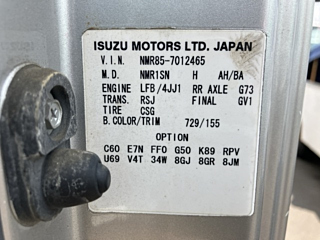 ISUZU MOTORS LTD. JAPAN
V.I.N. NMR85-7012465
M.D. NMR1SN H AH/BA
ENGINE LFB/4JJ1 RR AXLE G73
TRANS. RSJ FINAL GV1
TIRE CSG
B.COLOR/TRIM 729/155
OPTION
C60 E7N FFO G50 K89 RPV
U69 V4T 34W 8GJ 8GR 8JM